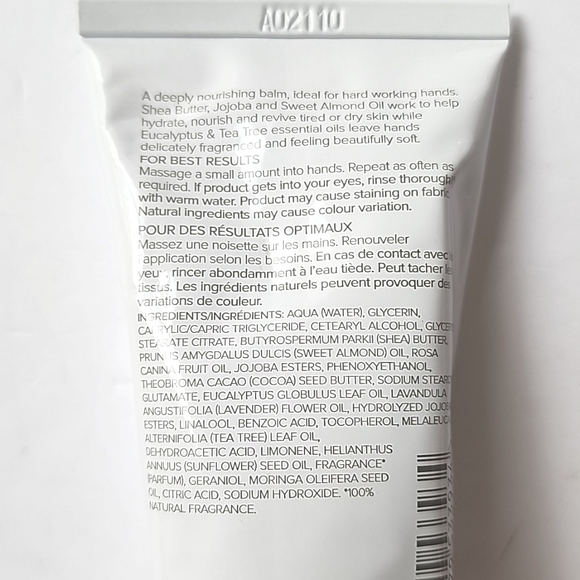 A02110
A deeply nourishing balm, ideal for hard working hands.
Shea Butter, Jojoba and Sweet Almond Oil work to help
hydrate, nourish and revive tired or dry skin while
Eucalyptus & Tea Tree essential oils leave hands
delicately fragranced and feeling beautifully soft.
FOR BEST RESULTS
Massage a small amount into hands. Repeat as often as
required. If product gets into your eyes, rinse thoroughly
with warm water. Product may cause staining on fabric
Natural ingredients may cause colour variation.
POUR DES RÉSULTATS OPTIMAUX
Massez une noisette sur les mains. Renouveler
l'application selon les besoins. En cas de contact avec
yeux, rincer abondamment à l'eau tiède. Peut tacher
tissus. Les ingrédients naturels peuvent provoquer des
variations de couleur.
INGREDIENTS/INGRÉDIENTS: AQUA (WATER), GLYCERIN,
CAPRYLIC/CAPRIC TRIGLYCERIDE, CETEARYL ALCOHOL, GLYCERYL
STEARATE CITRATE, BUTYROSPERMUM PARKII (SHEA) BUTTER,
PRUNUS AMYGDALUS DULCIS (SWEET ALMOND) OIL, ROSA
CANINA FRUIT OIL, JOJOBA ESTERS, PHENOXYETHANOL,
THEOBROMA CACAO (COCOA) SEED BUTTER, SODIUM STEAROYL
GLUTAMATE, EUCALYPTUS GLOBULUS LEAF OIL, LAVANDULA
ANGUSTIFOLIA (LAVENDER) FLOWER OIL, HYDROLYZED JOJOBA
ESTERS, LINALOOL, BENZOIC ACID, TOCOPHEROL, MELALEUCA
ALTERNIFOLIA (TEA TREE) LEAF OIL,
DEHYDROACETIC ACID, LIMONENE, HELIANTHUS
ANNUUS (SUNFLOWER) SEED OIL, FRAGRANCE*
(PARFUM), GERANIOL, MORINGA OLEIFERA SEED
OIL, CITRIC ACID, SODIUM HYDROXIDE. *100%
NATURAL FRAGRANCE.